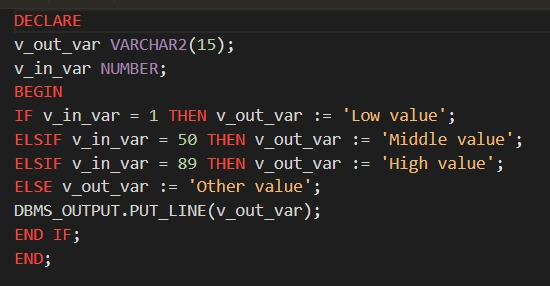 DECLARE
v_out_var VARCHAR2(15);
v_in_var NUMBER;
BEGIN
IF v_in_var = 1 THEN v_out_var := 'Low value';
ELSIF v_in_var = 50 THEN v_out_var := 'Middle value';
ELSIF v_in_var = 89 THEN v_out_var := 'High value';
ELSE v_out_var := 'Other value';
DBMS_OUTPUT.PUT_LINE(v_out_var);
END IF;
END;